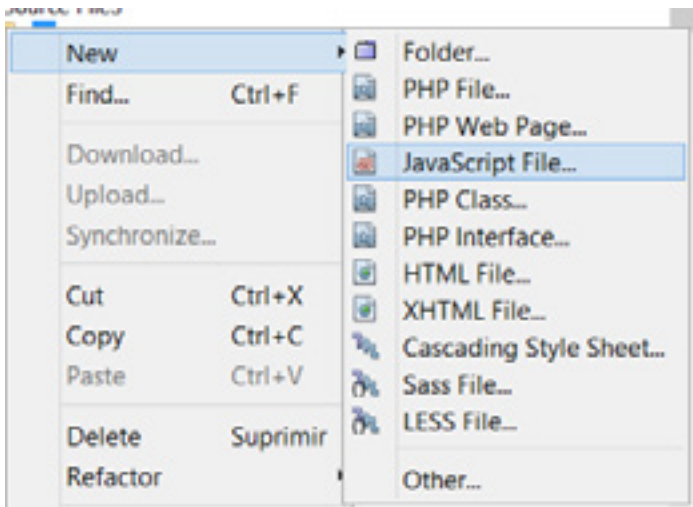 Source Files
New
Find... Ctrl+F
Download...
Upload...
Synchronize...
Cut Ctrl+X
Copy Ctrl+C
Paste Ctrl+V
Delete Suprimir
Refactor
Folder...
PHP File...
PHP Web Page...
JavaScript File...
PHP Class...
PHP Interface...
HTML File...
XHTML File...
Cascading Style Sheet...
Sass File...
LESS File...
Other...